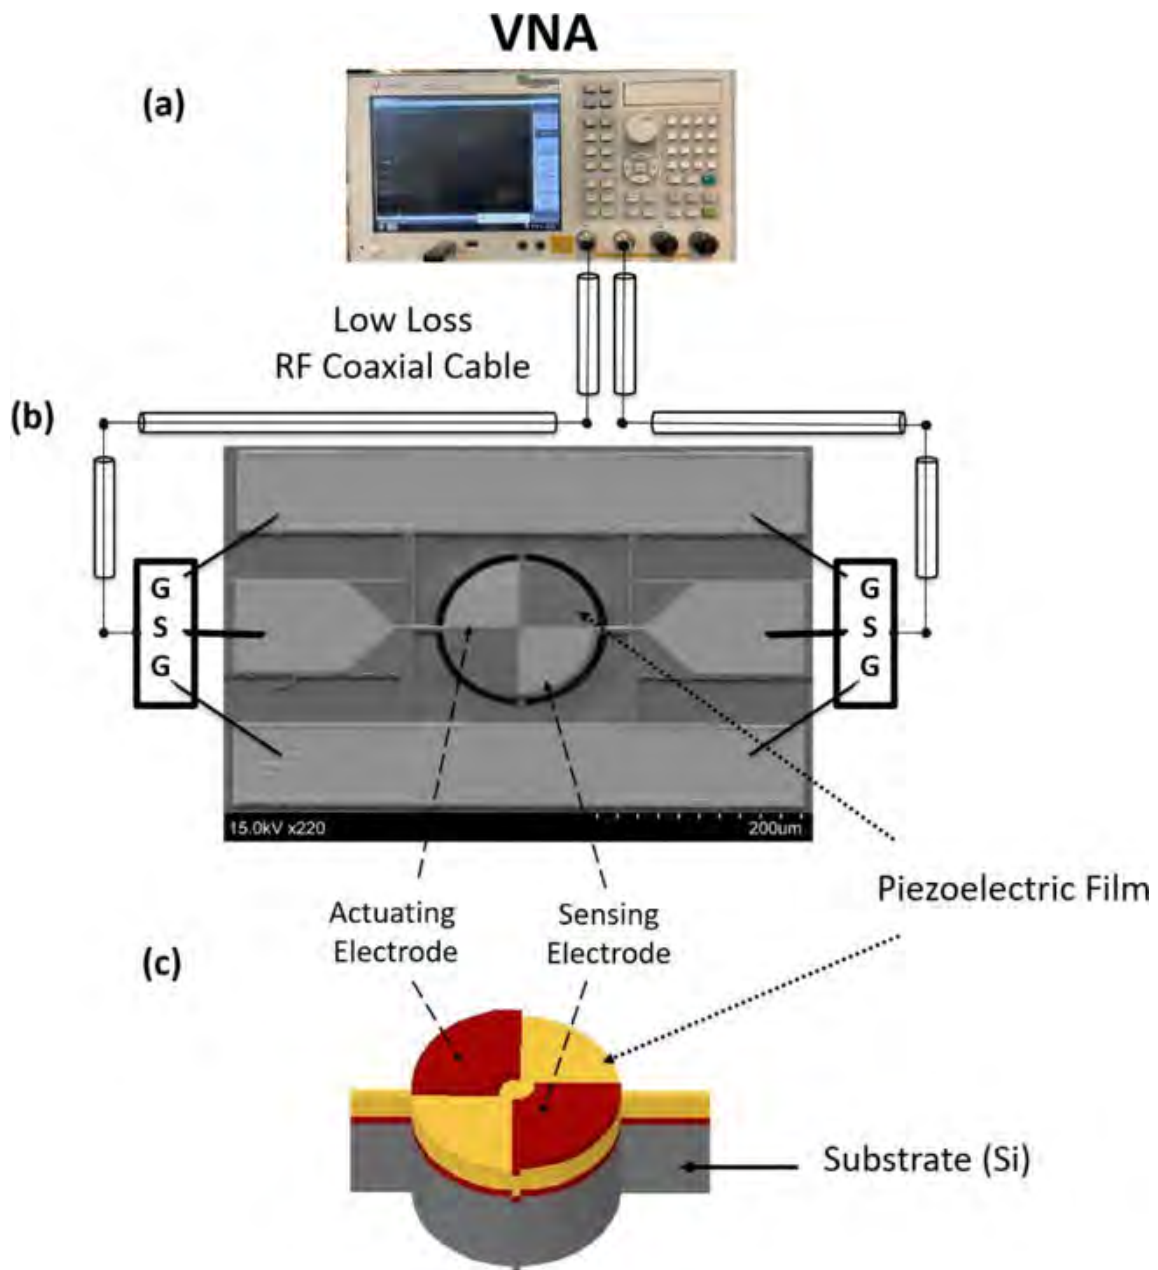 VNA
(a)
Low Loss
RF Coaxial Cable
(b)
G
S
G
G
S
G
15.0kV x220
200um
Piezoelectric Film
Actuating
Electrode
Sensing
Electrode
(c)
Substrate (Si)